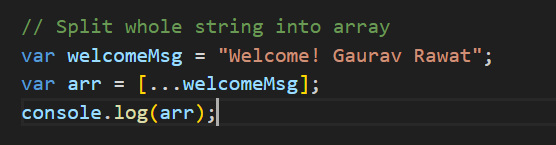 // Split whole string into array
var welcomeMsg = "Welcome! Gaurav Rawat";
var arr = [...welcomeMsg];
console.log(arr);